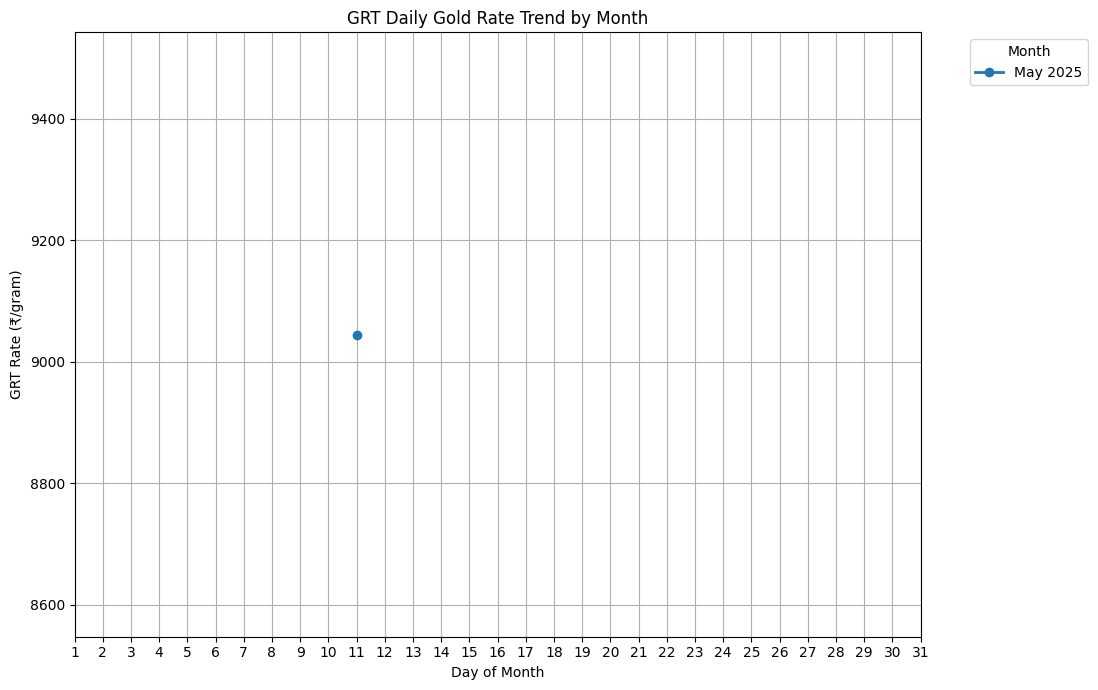 GRT Daily Gold Rate Trend by Month
Month
May 2025
GRT Rate (₹/gram)
9400
9200
9000
8800
8600
1 2 3 4 5 6 7 8 9 10 11 12 13 14 15 16 17 18 19 20 21 22 23 24 25 26 27 28 29 30 31
Day of Month